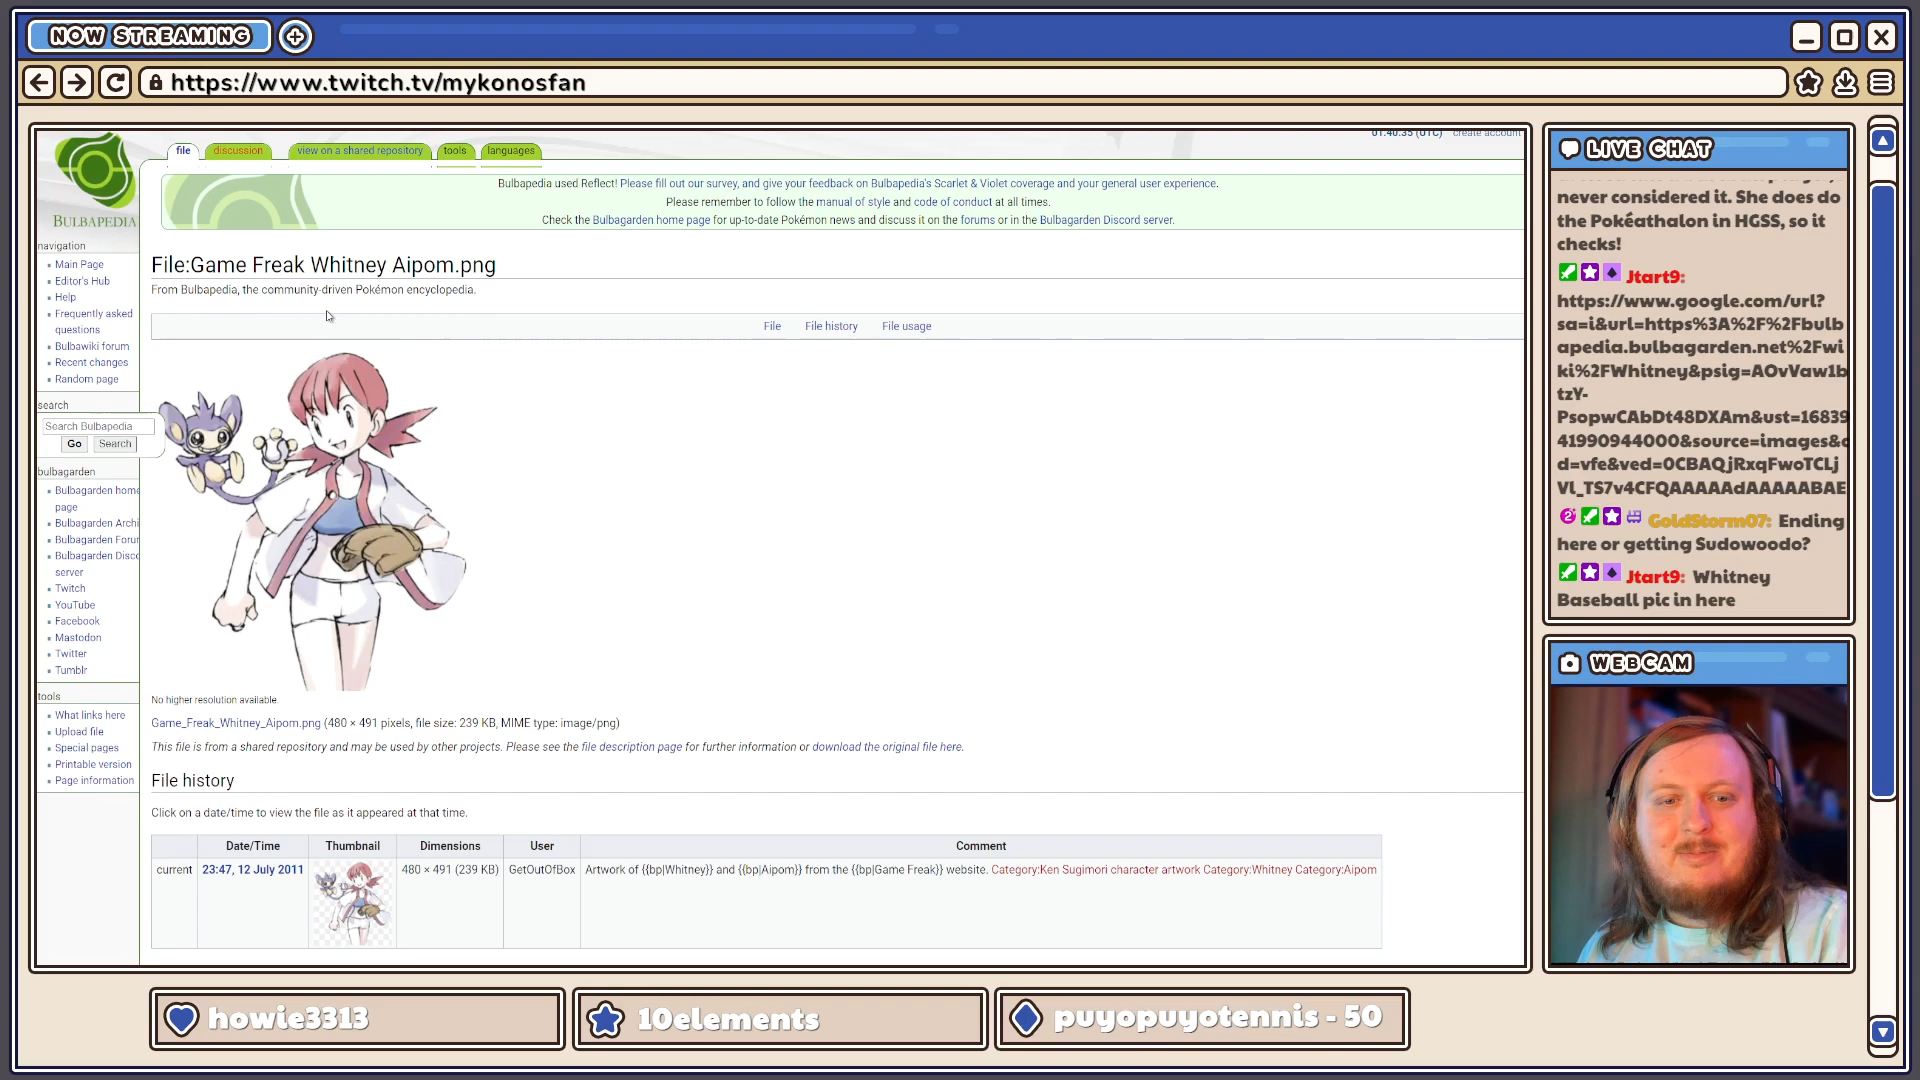 NOW STREAMING
https://www.twitch.tv/mykonosfan
BULBAPEDIA
navigation
Main Page
Editor's Hub
Help
Frequently asked
questions
Bulbawiki forum
Recent changes
Random page
search
Search Bulbapedia
Go Search
bulbagarden
Bulbagarden home
page
Bulbagarden Archi
Bulbagarden Forur
Bulbagarden Disco
server
Twitch
YouTube
Facebook
Mastodon
Twitter
Tumblr
tools
What links here
Upload file
Special pages
Printable version
Page information
01:40:35 (UTC) create account
file discussion view on a shared repository tools languages
Bulbapedia used Reflect! Please fill out our survey, and give your feedback on Bulbapedia's Scarlet & Violet coverage and your general user experience.
Please remember to follow the manual of style and code of conduct at all times.
Check the Bulbagarden home page for up-to-date Pokémon news and discuss it on the forums or in the Bulbagarden Discord server.
File:Game Freak Whitney Aipom.png
From Bulbapedia, the community-driven Pokémon encyclopedia.
File File history File usage
No higher resolution available.
Game_Freak_Whitney_Aipom.png (480 × 491 pixels, file size: 239 KB, MIME type: image/png)
This file is from a shared repository and may be used by other projects. Please see the file description page for further information or download the original file here.
File history
Click on a date/time to view the file as it appeared at that time.
Date/Time Thumbnail Dimensions User Comment
current 23:47, 12 July 2011 480 × 491 (239 KB) GetOutOfBox Artwork of {{bp|Whitney}} and {{bp|Aipom}} from the {{bp|Game Freak}} website. Category:Ken Sugimori character artwork Category:Whitney Category:Aipom
LIVE CHAT
never considered it. She does do
the Pokéathalon in HGSS, so it
checks!
Jtart9:
https://www.google.com/url?
sa=i&url=https%3A%2F%2Fbulb
apedia.bulbagarden.net%2Fwi
ki%2FWhitney&psig=AOvVaw1b
tzY-
PsopwCAbDt48DXAm&ust=16839
41990944000&source=images&c
d=vfe&ved=0CBAQjRxqFwoTCLj
Vl_TS7v4CFQAAAAAdAAAAABAE
GoldStorm07: Ending
here or getting Sudowoodo?
Jtart9: Whitney
Baseball pic in here
WEBCAM
howie3313
10elements
puyopuyotennis - 50